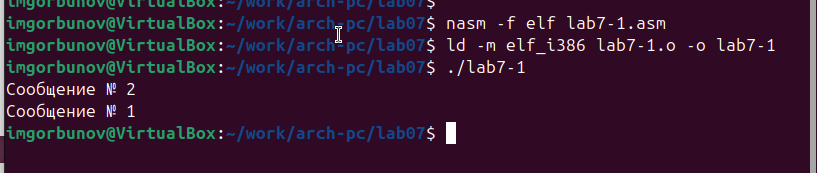 imgorbunov@VirtualBox:~/work/arch-pc/lab07$
imgorbunov@VirtualBox:~/work/arch-pc/lab07$ nasm -f elf lab7-1.asm
imgorbunov@VirtualBox:~/work/arch-pc/lab07$ ld -m elf_i386 lab7-1.o -o lab7-1
imgorbunov@VirtualBox:~/work/arch-pc/lab07$ ./lab7-1
Сообщение № 2
Сообщение № 1
imgorbunov@VirtualBox:~/work/arch-pc/lab07$